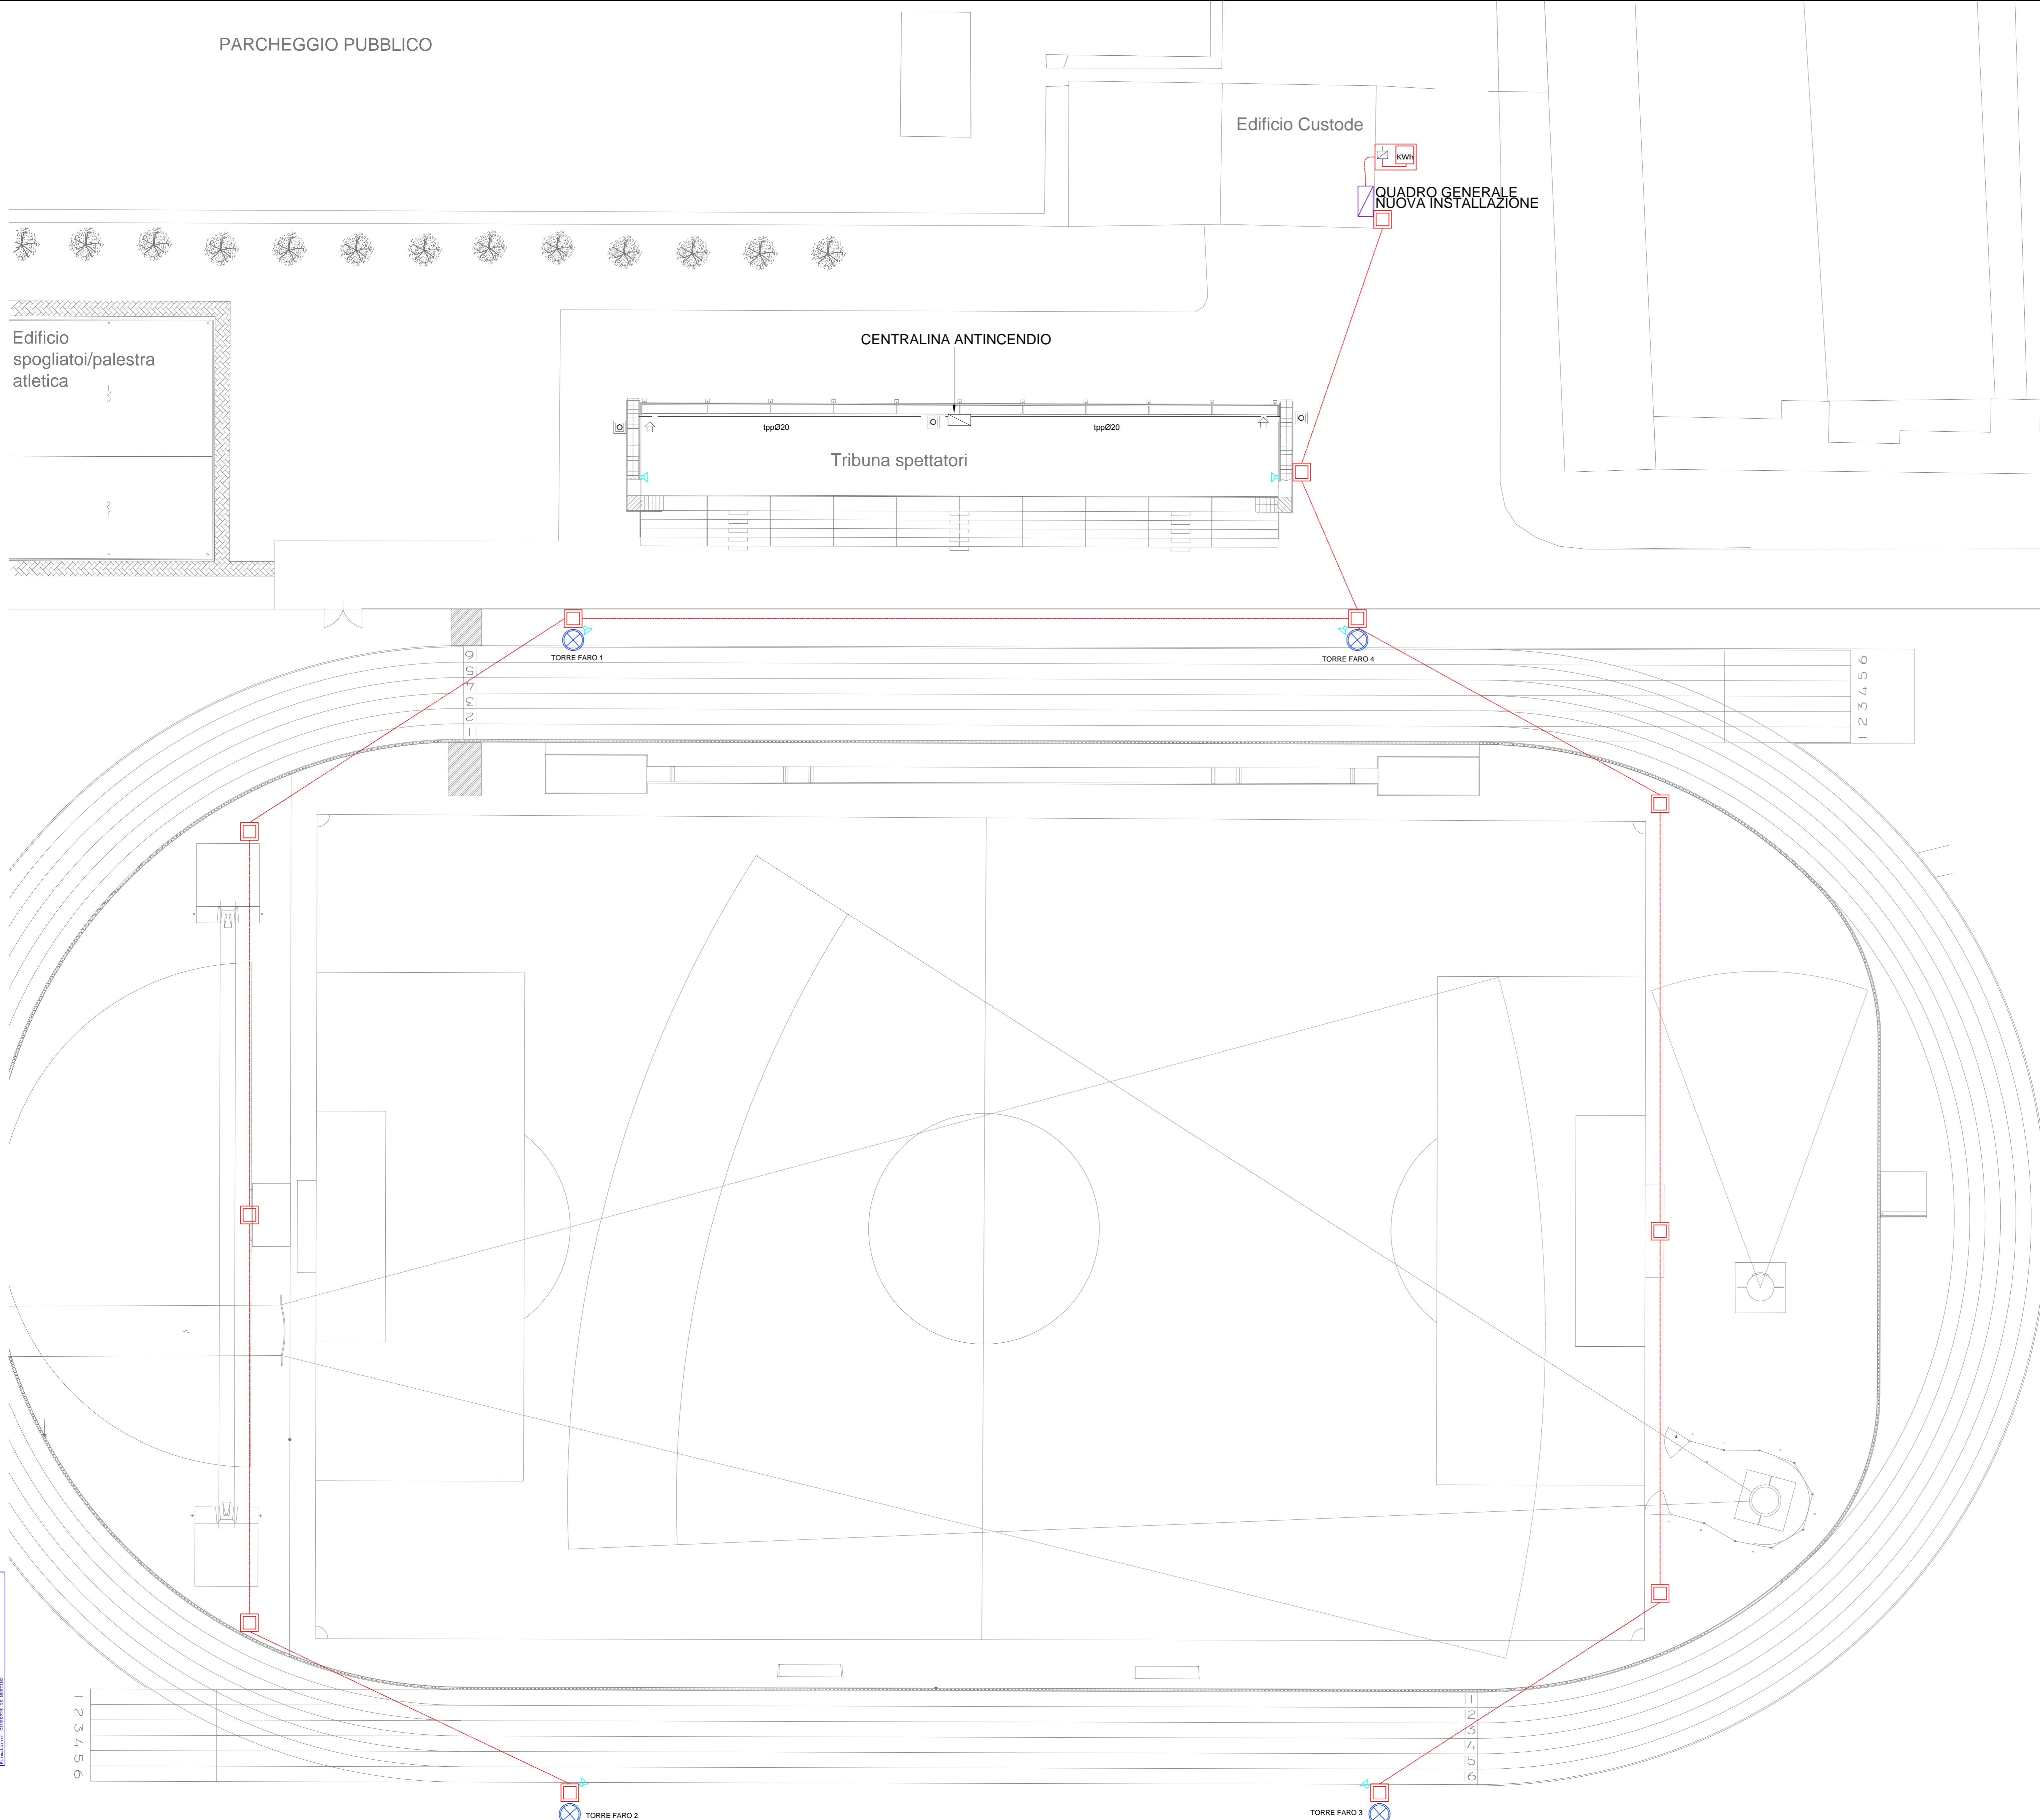 PARCHEGGIO PUBBLICO
Edificio Custode
KWh
QUADRO GENERALE
NUOVA INSTALLAZIONE
Edificio
spogliatoi/palestra
atletica
CENTRALINA ANTINCENDIO
tppØ20
tppØ20
Tribuna spettatori
TORRE FARO 1
TORRE FARO 4
6
5
4
3
2
1
6
5
4
3
2
1
1
2
3
4
5
6
1
2
3
4
5
6
TORRE FARO 2
TORRE FARO 3